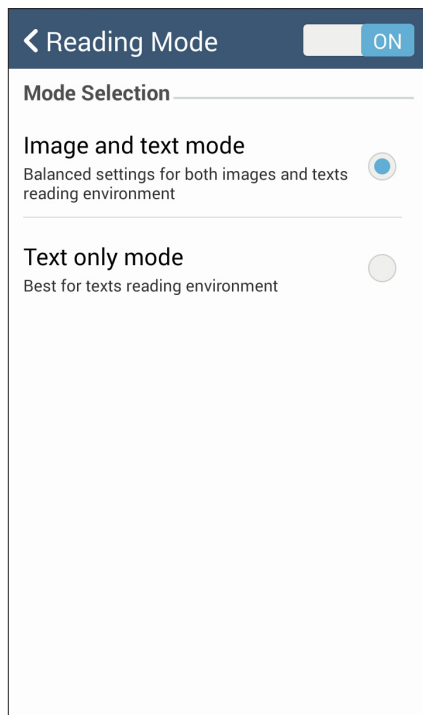 Reading Mode
ON
Mode Selection
Image and text mode
Balanced settings for both images and texts
reading environment
Text only mode
Best for texts reading environment